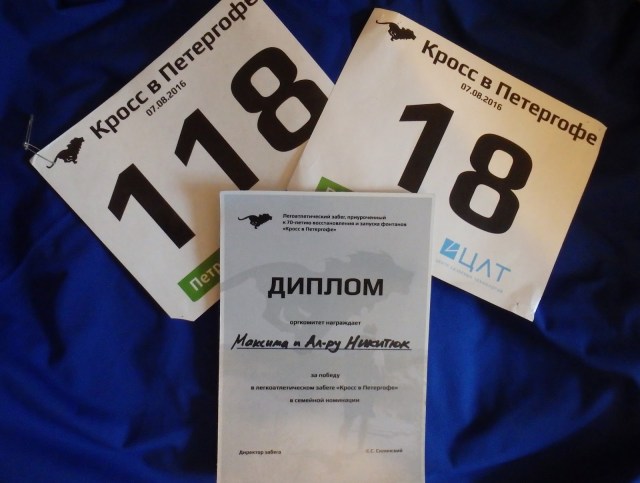 Кросс в Петергофе
07.08.2016
118
Кросс в Петергофе
07.08.2016
18
ЦЛТ
Легкоатлетический забег, приуроченный
к 70-летию восстановления и запуска фонтанов
«Кросс в Петергофе»
ДИПЛОМ
оргкомитет награждает
Максима и Ал-ру Никитюк
за победу
в легкоатлетическом забеге «Кросс в Петергофе»
в семейной номинации
Директор забега